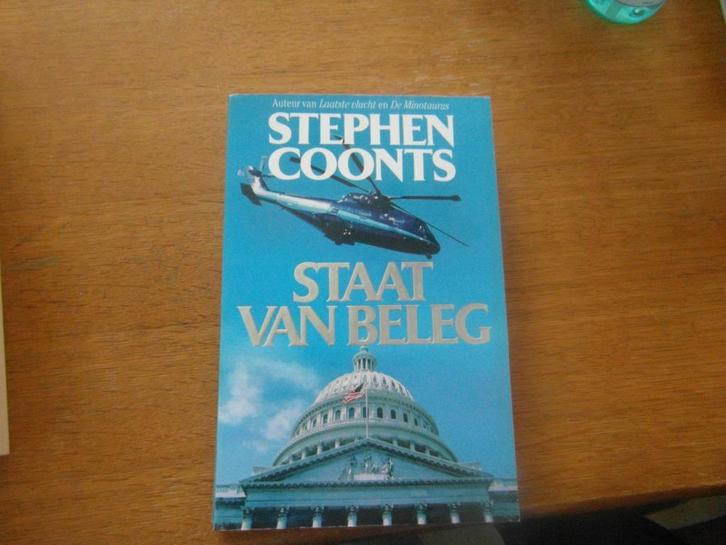 Auteur van Laatste vlucht en De Minotaurus
STEPHEN
COONTS
STAAT
VAN BELEG